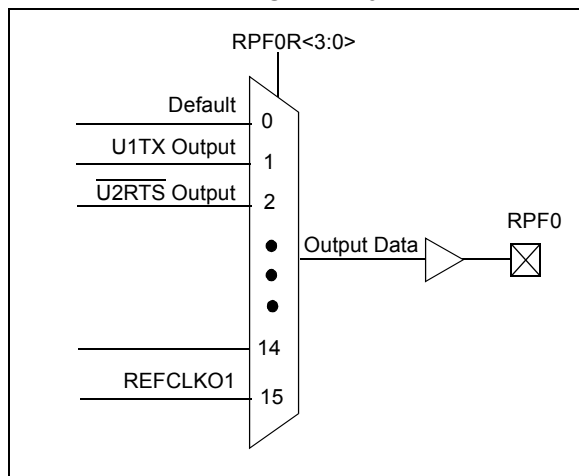 RPF0R<3:0>
Default
0
U1TX Output
1
U2RTS Output
2
RPF0
Output Data
14
REFCLKO1
15